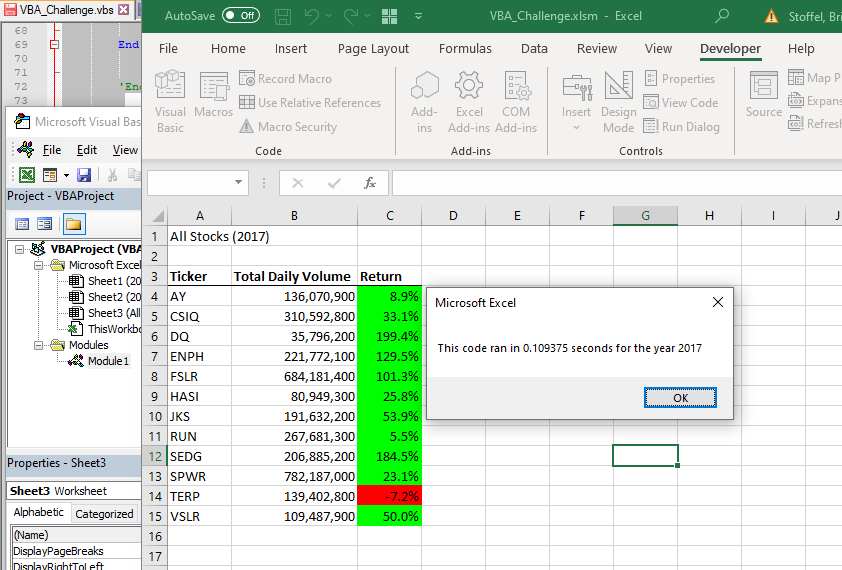 VBA_Challenge.vbs
68
69 End
70
71
72 'End
73
Microsoft Visual Bas
File Edit View
Project - VBAProject
VBAProject (VBA
Microsoft Excel
Sheet1 (20
Sheet2 (20
Sheet3 (All
ThisWorkb
Modules
Module1
Properties - Sheet3
Sheet3 Worksheet
Alphabetic Categorized
(Name)
DisplayPageBreaks
DisplayRightToLeft
AutoSave Off VBA_Challenge.xlsm - Excel Stoffel, Bri
File Home Insert Page Layout Formulas Data Review View Developer Help
Visual Basic
Macros
Record Macro
Use Relative References
Macro Security
Code
Add-ins
Excel Add-ins
COM Add-ins
Add-ins
Insert
Design Mode
Properties
View Code
Run Dialog
Controls
Source
Map P
Expans
Refres
fx
A B C D E F G H I J
1 All Stocks (2017)
2
3 Ticker Total Daily Volume Return
4 AY 136,070,900 8.9%
5 CSIQ 310,592,800 33.1%
6 DQ 35,796,200 199.4%
7 ENPH 221,772,100 129.5%
8 FSLR 684,181,400 101.3%
9 HASI 80,949,300 25.8%
10 JKS 191,632,200 53.9%
11 RUN 267,681,300 5.5%
12 SEDG 206,885,200 184.5%
13 SPWR 782,187,000 23.1%
14 TERP 139,402,800 -7.2%
15 VSLR 109,487,900 50.0%
16
17
Microsoft Excel
This code ran in 0.109375 seconds for the year 2017
OK